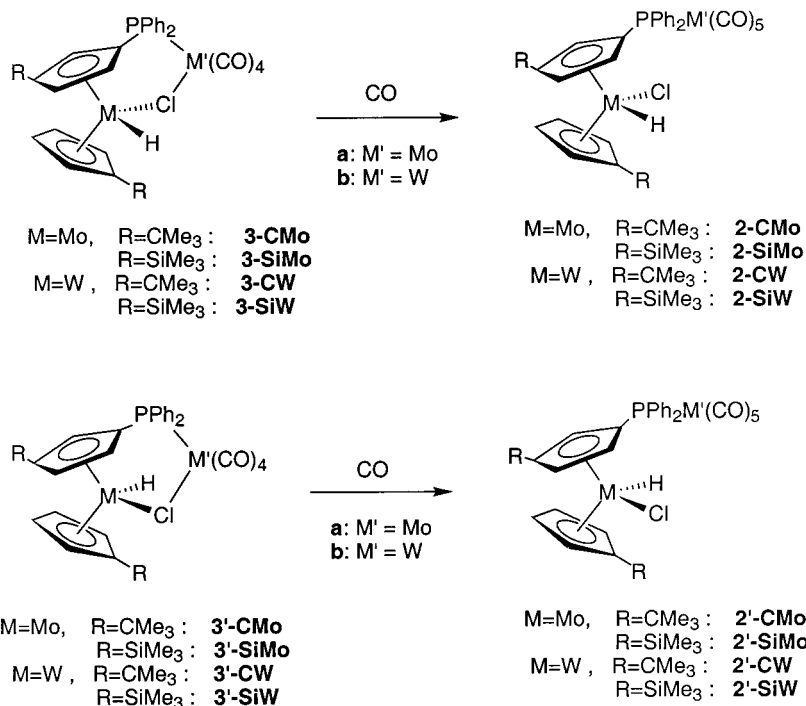 PPh2
R
M'(CO)4
M
Cl
H
R
CO
a: M' = Mo
b: M' = W
PPh2M'(CO)5
R
M
Cl
H
R
M=Mo, R=CMe3 : 3-CMo
R=SiMe3 : 3-SiMo
M=W , R=CMe3 : 3-CW
R=SiMe3 : 3-SiW
M=Mo, R=CMe3 : 2-CMo
R=SiMe3 : 2-SiMo
M=W , R=CMe3 : 2-CW
R=SiMe3 : 2-SiW
PPh2
R
M'(CO)4
M
H
Cl
R
CO
a: M' = Mo
b: M' = W
PPh2M'(CO)5
R
M
H
Cl
R
M=Mo, R=CMe3 : 3'-CMo
R=SiMe3 : 3'-SiMo
M=W , R=CMe3 : 3'-CW
R=SiMe3 : 3'-SiW
M=Mo, R=CMe3 : 2'-CMo
R=SiMe3 : 2'-SiMo
M=W , R=CMe3 : 2'-CW
R=SiMe3 : 2'-SiW